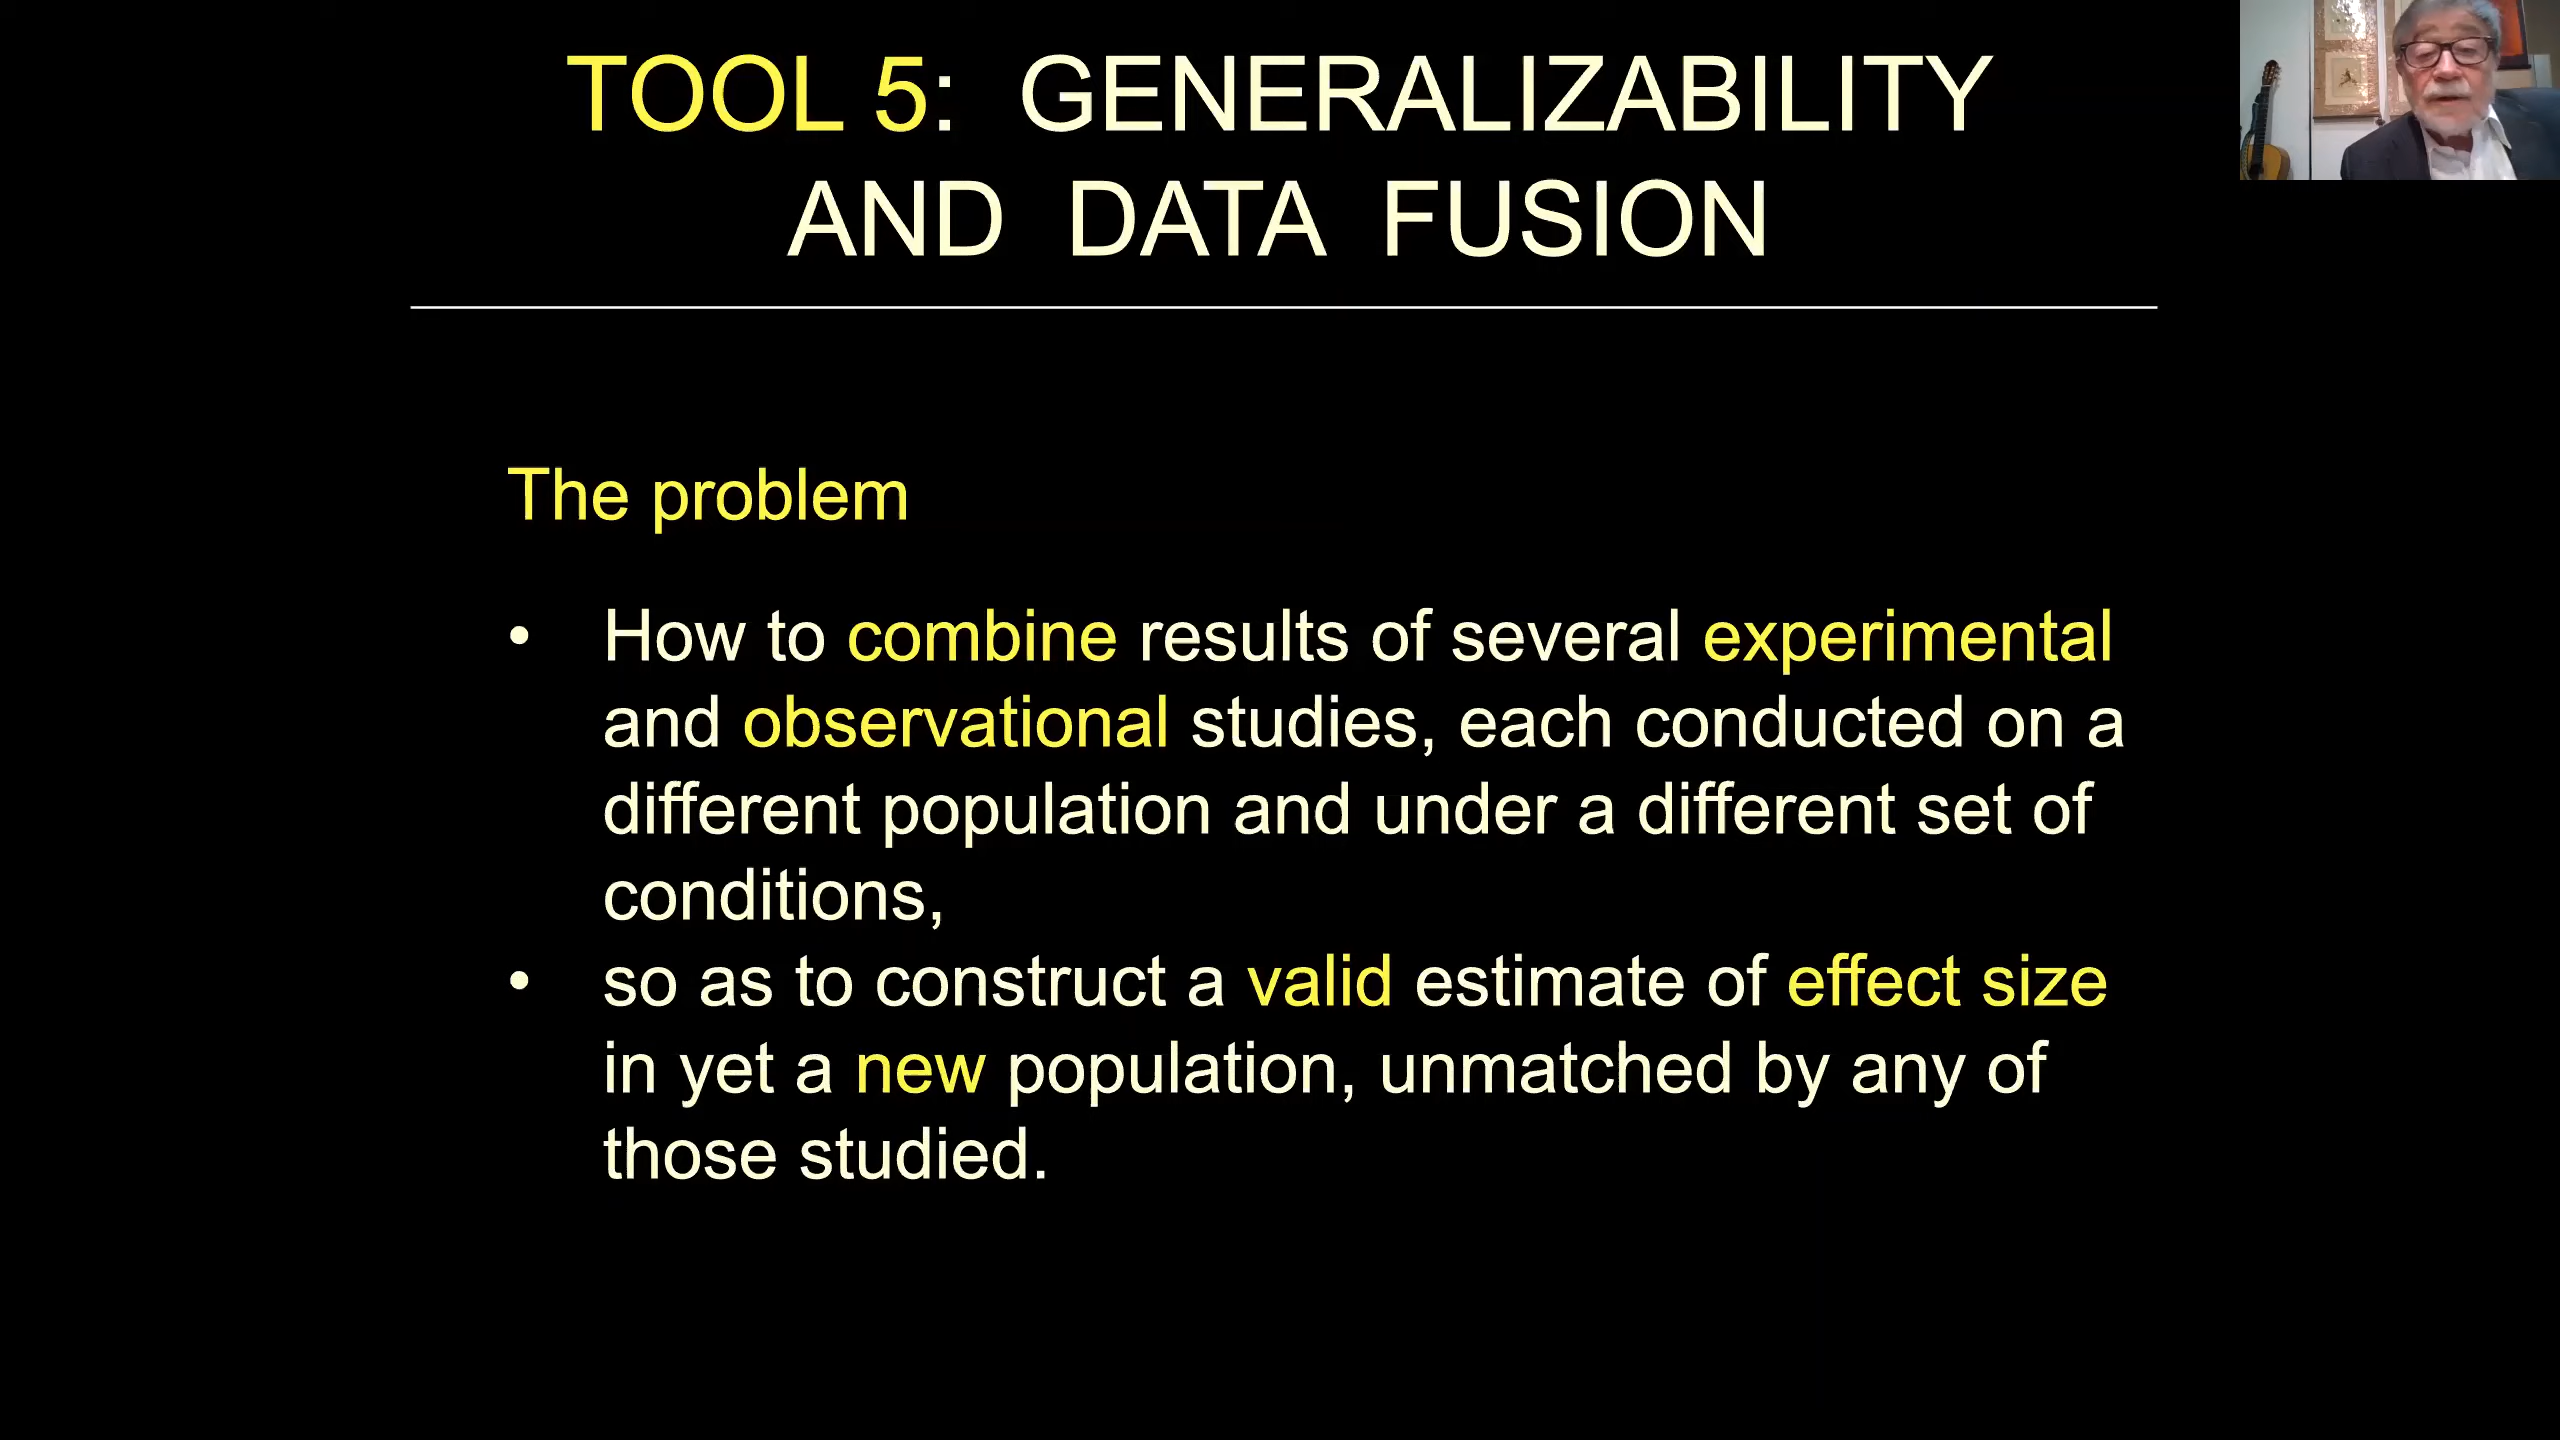 TOOL 5: GENERALIZABILITY
AND DATA FUSION
The problem
• How to combine results of several experimental
and observational studies, each conducted on a
different population and under a different set of
conditions,
• so as to construct a valid estimate of effect size
in yet a new population, unmatched by any of
those studied.